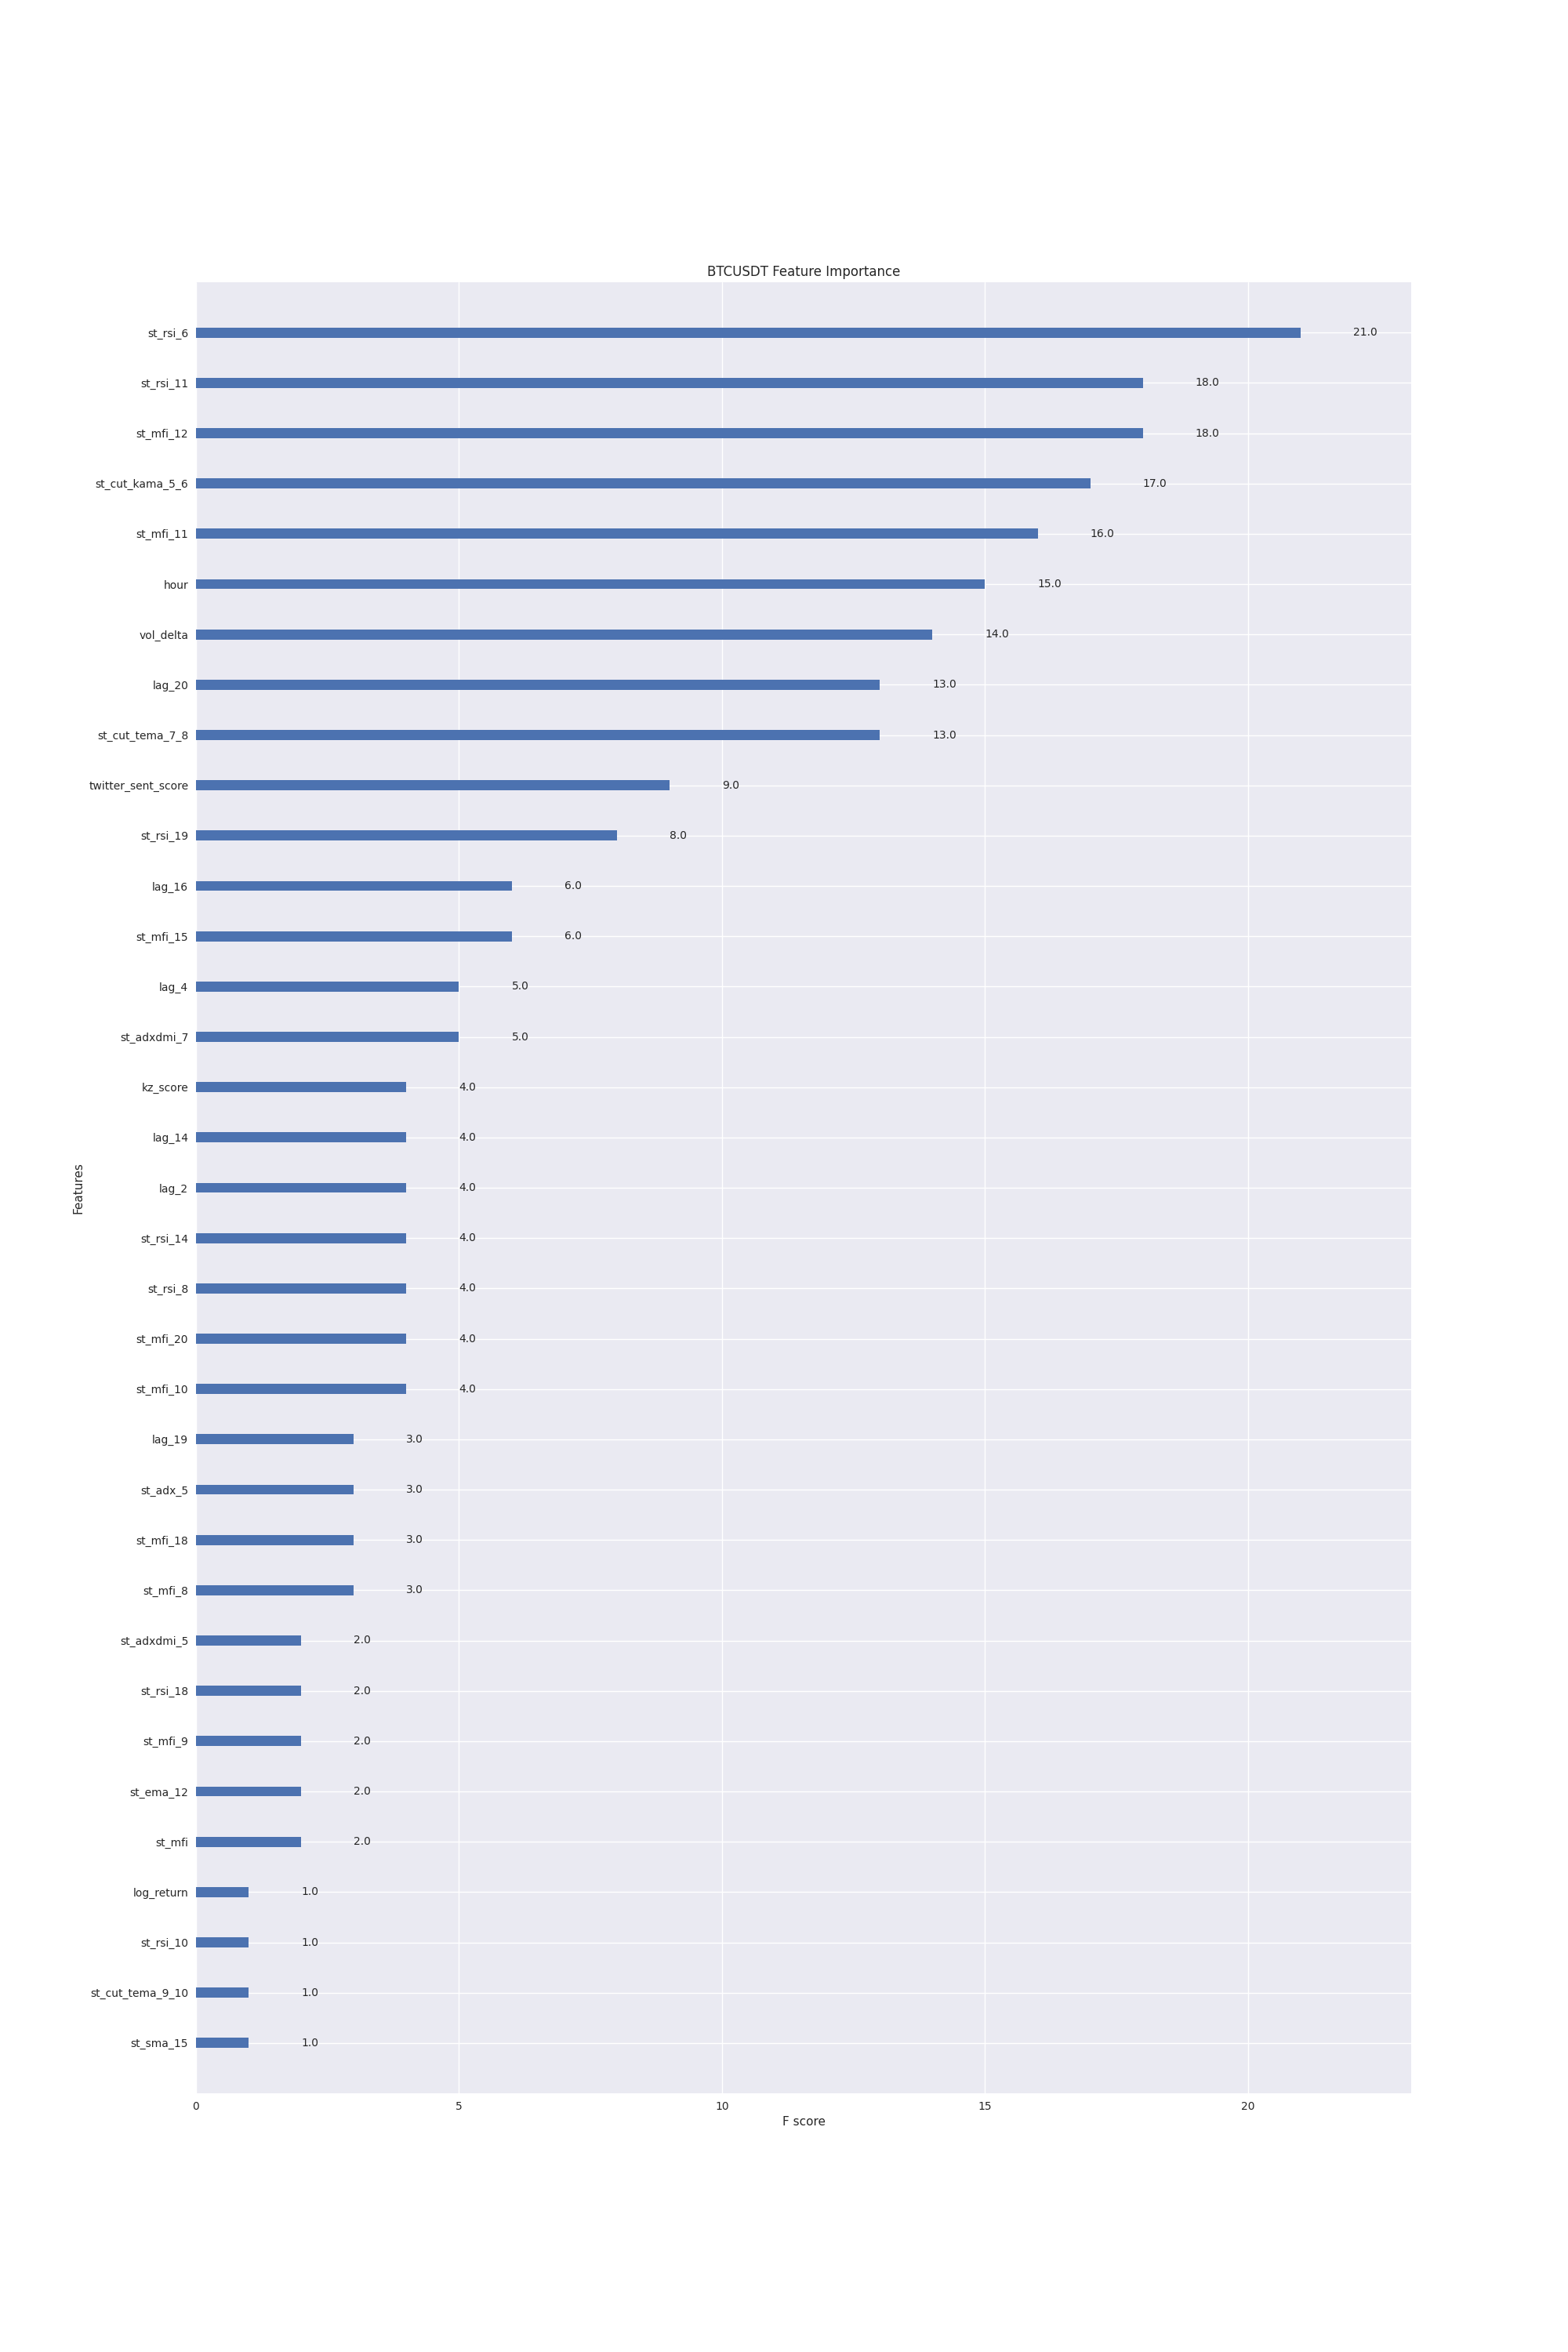 BTCUSDT Feature Importance
st_rsi_6 21.0
st_rsi_11 18.0
st_mfi_12 18.0
st_cut_kama_5_6 17.0
st_mfi_11 16.0
hour 15.0
vol_delta 14.0
lag_20 13.0
st_cut_tema_7_8 13.0
twitter_sent_score 9.0
st_rsi_19 8.0
lag_16 6.0
st_mfi_15 6.0
lag_4 5.0
st_adxdmi_7 5.0
kz_score 4.0
lag_14 4.0
lag_2 4.0
st_rsi_14 4.0
st_rsi_8 4.0
st_mfi_20 4.0
st_mfi_10 4.0
lag_19 3.0
st_adx_5 3.0
st_mfi_18 3.0
st_mfi_8 3.0
st_adxdmi_5 2.0
st_rsi_18 2.0
st_mfi_9 2.0
st_ema_12 2.0
st_mfi 2.0
log_return 1.0
st_rsi_10 1.0
st_cut_tema_9_10 1.0
st_sma_15 1.0
Features
0 5 10 15 20
F score